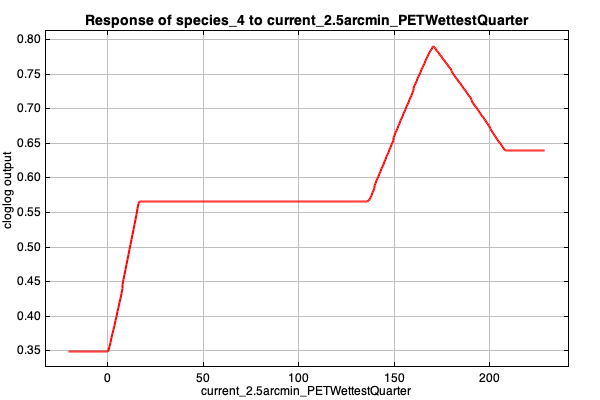 Response of species_4 to current_2.5arcmin_PETWettestQuarter
cloglog output
0.80
0.75
0.70
0.65
0.60
0.55
0.50
0.45
0.40
0.35
0 50 100 150 200
current_2.5arcmin_PETWettestQuarter